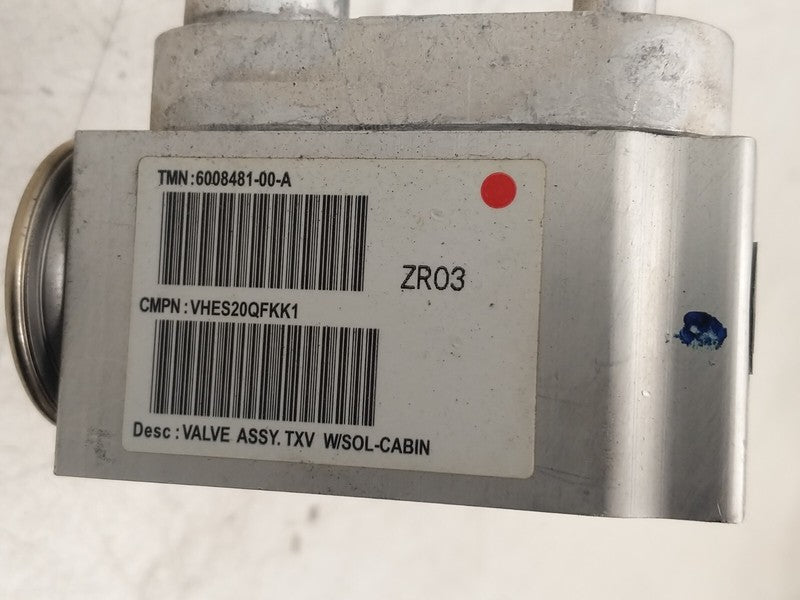 TMN:6008481-00-A
ZR03
CMPN:VHES20QFKK1
Desc:VALVE ASSY.TXV W/SOL-CABIN